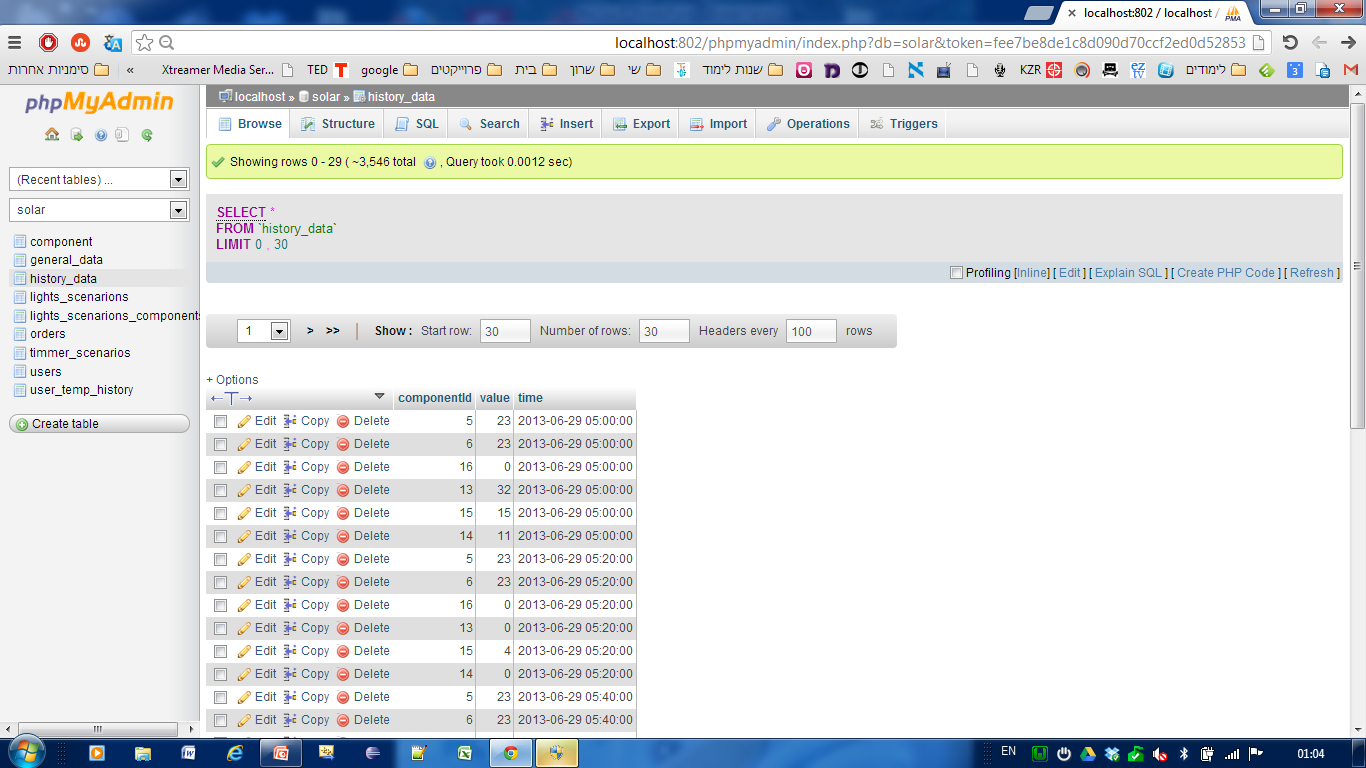 localhost:802 / localhost /
localhost:802/phpmyadmin/index.php?db=solar&token=fee7be8de1c8d090d70ccf2ed0d52853
סימניות אחרות « Xtreamer Media Ser... TED google פרוייקטים בית שרון שי שנות לימוד KZR לימודים
phpMyAdmin
(Recent tables) ...
solar
component
general_data
history_data
lights_scenarions
lights_scenarions_components
orders
timmer_scenarios
users
user_temp_history
Create table
localhost » solar » history_data
Browse Structure SQL Search Insert Export Import Operations Triggers
Showing rows 0 - 29 ( ~3,546 total , Query took 0.0012 sec)
SELECT *
FROM `history_data`
LIMIT 0 , 30
Profiling [Inline] [ Edit ] [ Explain SQL ] [ Create PHP Code ] [ Refresh ]
1 > >> | Show : Start row: 30 Number of rows: 30 Headers every 100 rows
+ Options
←T→ componentId value time
Edit Copy Delete 5 23 2013-06-29 05:00:00
Edit Copy Delete 6 23 2013-06-29 05:00:00
Edit Copy Delete 16 0 2013-06-29 05:00:00
Edit Copy Delete 13 32 2013-06-29 05:00:00
Edit Copy Delete 15 15 2013-06-29 05:00:00
Edit Copy Delete 14 11 2013-06-29 05:00:00
Edit Copy Delete 5 23 2013-06-29 05:20:00
Edit Copy Delete 6 23 2013-06-29 05:20:00
Edit Copy Delete 16 0 2013-06-29 05:20:00
Edit Copy Delete 13 0 2013-06-29 05:20:00
Edit Copy Delete 15 4 2013-06-29 05:20:00
Edit Copy Delete 14 0 2013-06-29 05:20:00
Edit Copy Delete 5 23 2013-06-29 05:40:00
Edit Copy Delete 6 23 2013-06-29 05:40:00
EN 01:04